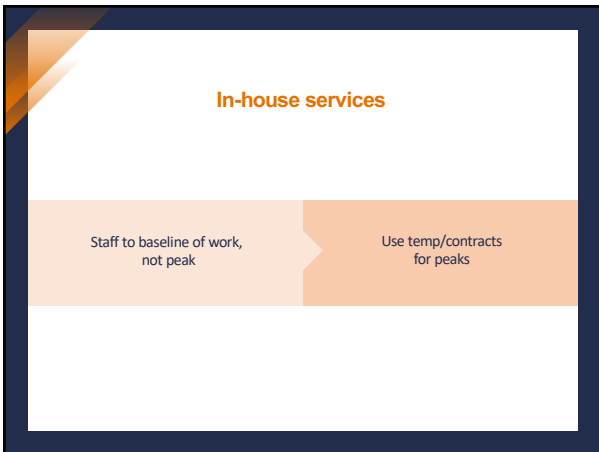 In-house services
Staff to baseline of work,
not peak
Use temp/contracts
for peaks